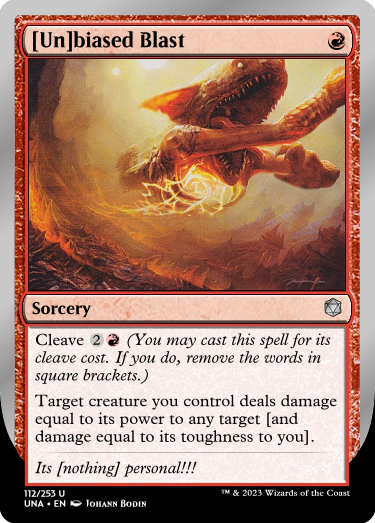 [Un]biased Blast
Sorcery
Cleave 2 (You may cast this spell for its
cleave cost. If you do, remove the words in
square brackets.)
Target creature you control deals damage
equal to its power to any target [and
damage equal to its toughness to you].
Its [nothing] personal!!!
112/253 U
™ & 2023 Wizards of the Coast
UNA • EN Johann Bodin